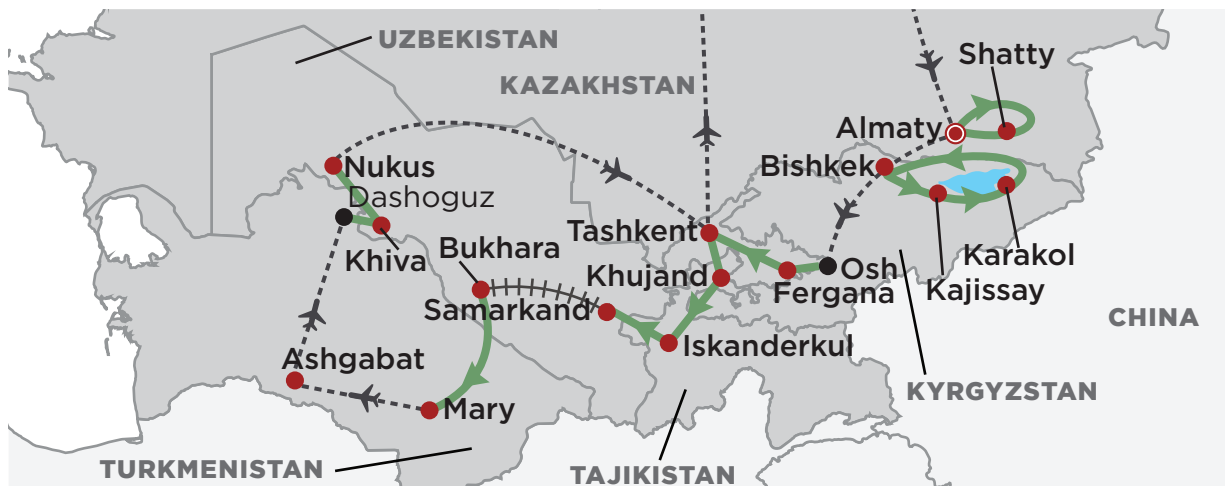 UZBEKISTAN
Shatty
KAZAKHSTAN
Almaty
Bishkek
Nukus
Dashoguz
Tashkent
Bukhara
Khiva
Karakol
Khujand
Osh
Fergana
Kajissay
Samarkand
CHINA
Iskanderkul
Ashgabat
KYRGYZSTAN
Mary
TURKMENISTAN
TAJIKISTAN